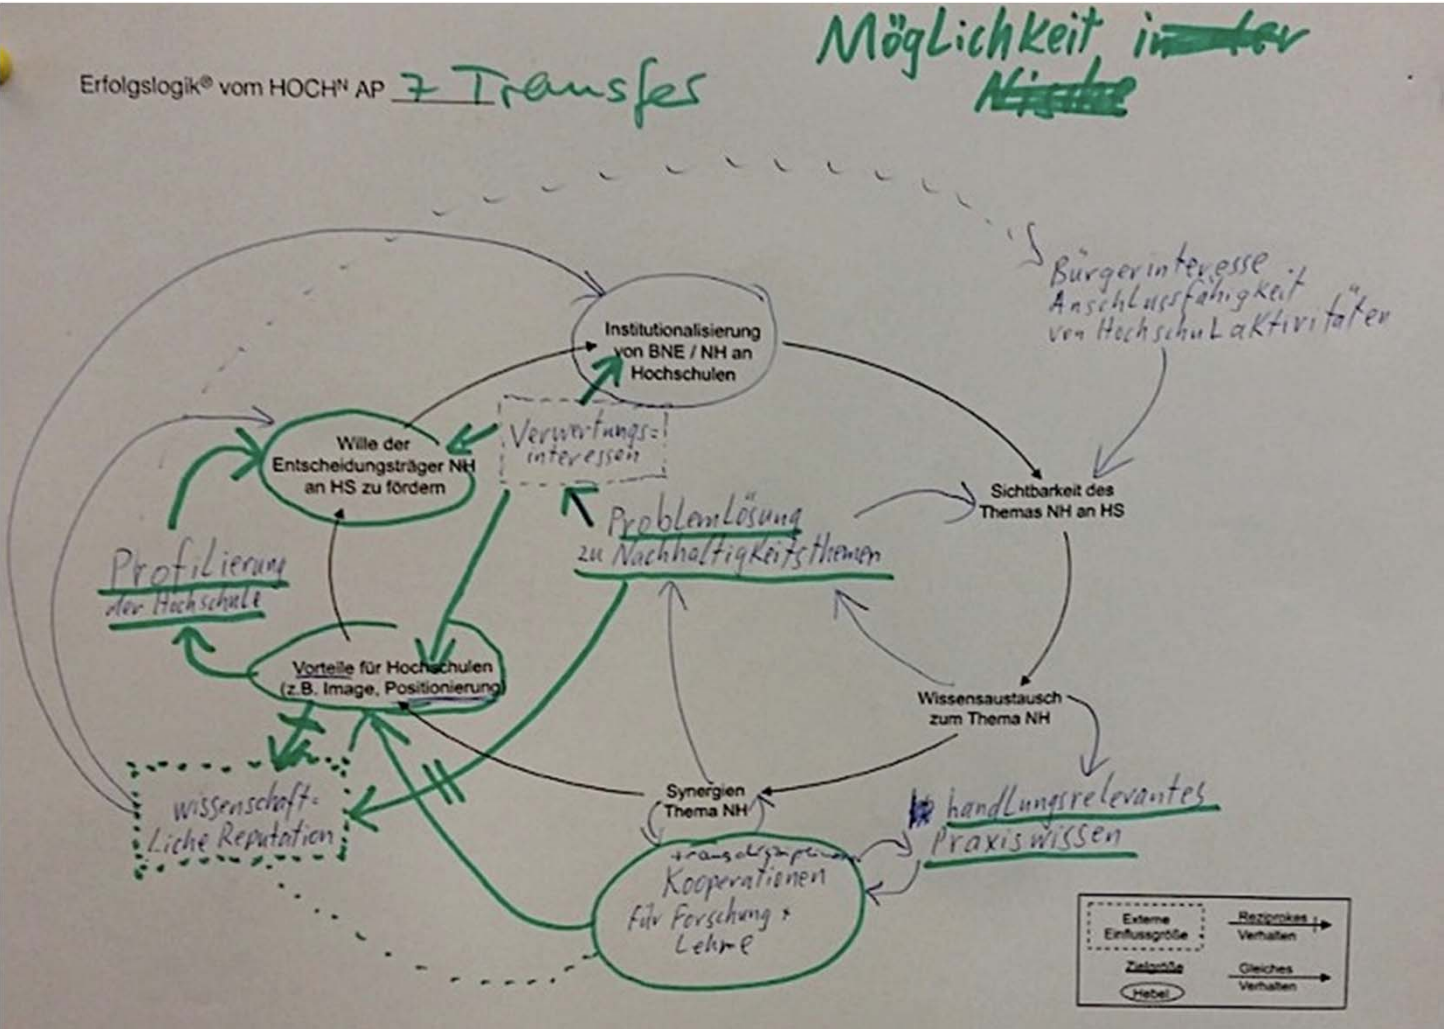 Möglichkeit in der
Nische
Erfolgslogik® vom HOCHᴺ AP 7 Transfer
Bürgerinteresse
Anschlussfähigkeit
von Hochschulaktivitäten
Institutionalisierung
von BNE / NH an
Hochschulen
Verwertungs=
interessen
Wille der
Entscheidungsträger NH
an HS zu fördern
Sichtbarkeit des
Themas NH an HS
Problemlösung
zu Nachhaltigkeitsthemen
Profilierung
der Hochschule
Vorteile für Hochschulen
(z.B. Image, Positionierung)
Wissensaustausch
zum Thema NH
Synergien
Thema NH
wissenschaft=
liche Reputation
handlungsrelevantes
Praxiswissen
Kooperationen
für Forschung +
Lehre
Externe
Einflussgröße
Reziprokes
Verhalten
Zielgröße
Gleiches
Verhalten
Hebel